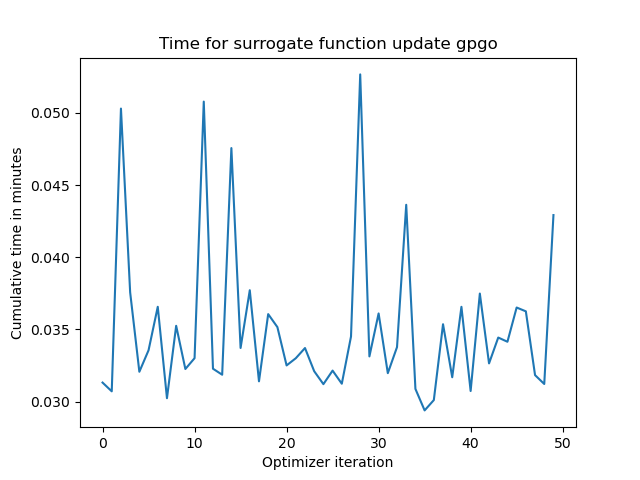 Time for surrogate function update gpgo
Cumulative time in minutes
0.050
0.045
0.040
0.035
0.030
0 10 20 30 40 50
Optimizer iteration